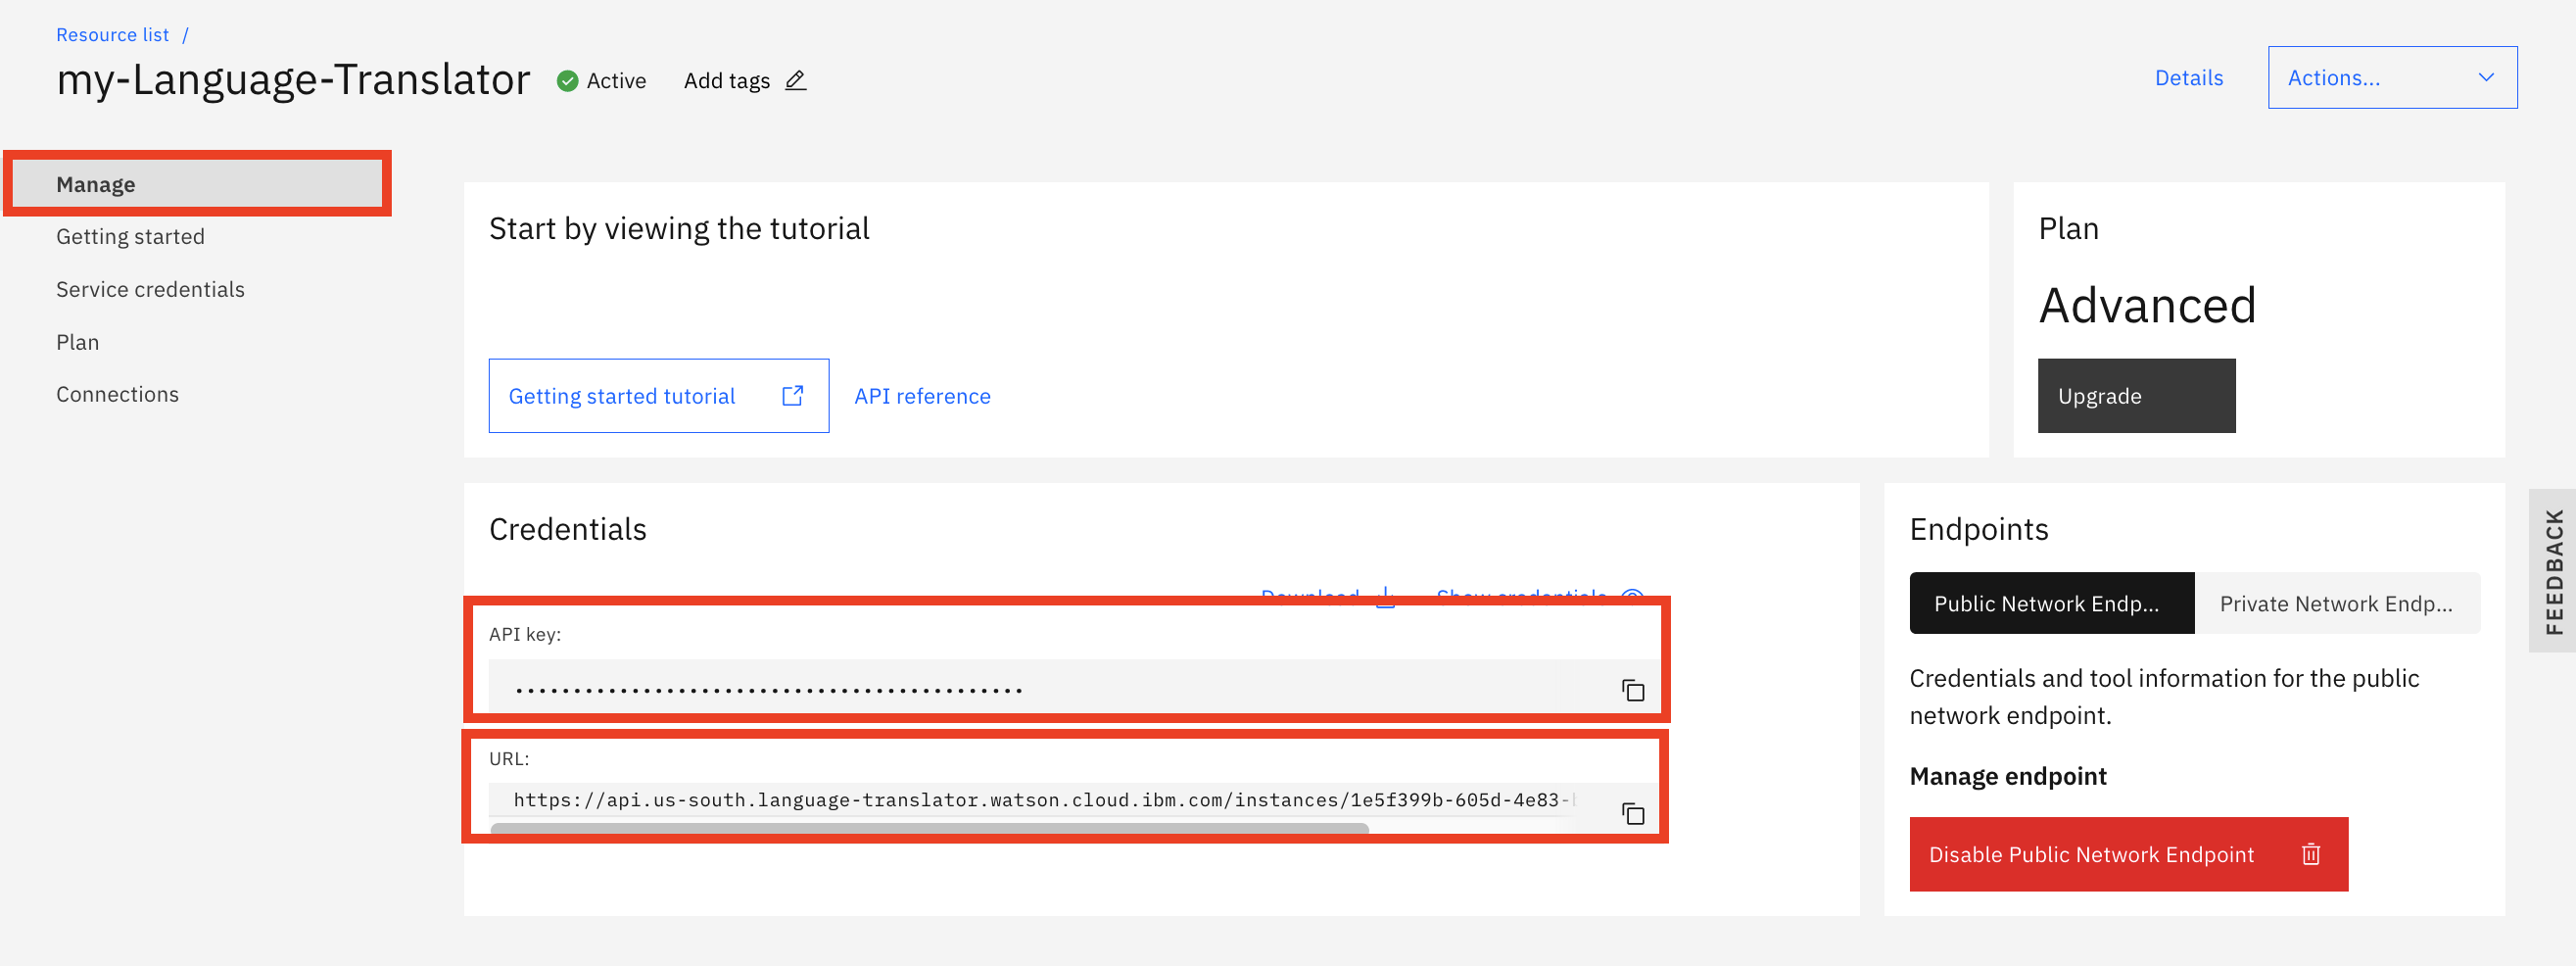 Resource list /
my-Language-Translator Active Add tags
Details Actions...
Manage
Getting started
Service credentials
Plan
Connections
Start by viewing the tutorial
Getting started tutorial API reference
Plan
Advanced
Upgrade
Credentials
Download Show credentials
API key:
••••••••••••••••••••••••••••••••••••••••••••
URL:
https://api.us-south.language-translator.watson.cloud.ibm.com/instances/1e5f399b-605d-4e83-
Endpoints
Public Network Endp... Private Network Endp...
Credentials and tool information for the public
network endpoint.
Manage endpoint
Disable Public Network Endpoint
FEEDBACK